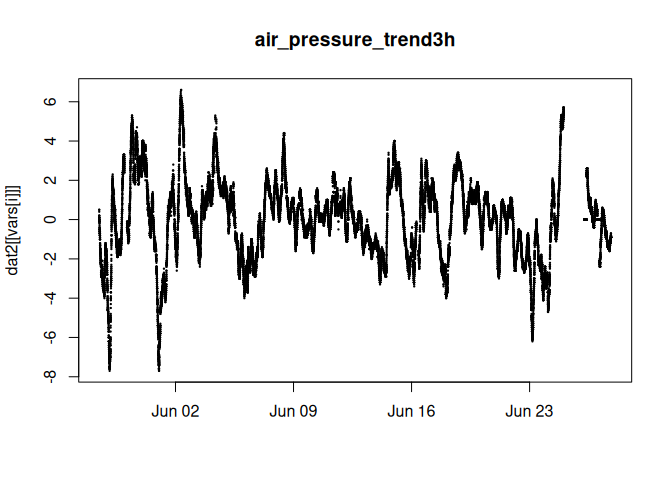 air_pressure_trend3h
dat2[[vars[i]]]
6
4
2
0
-2
-4
-6
-8
Jun 02
Jun 09
Jun 16
Jun 23